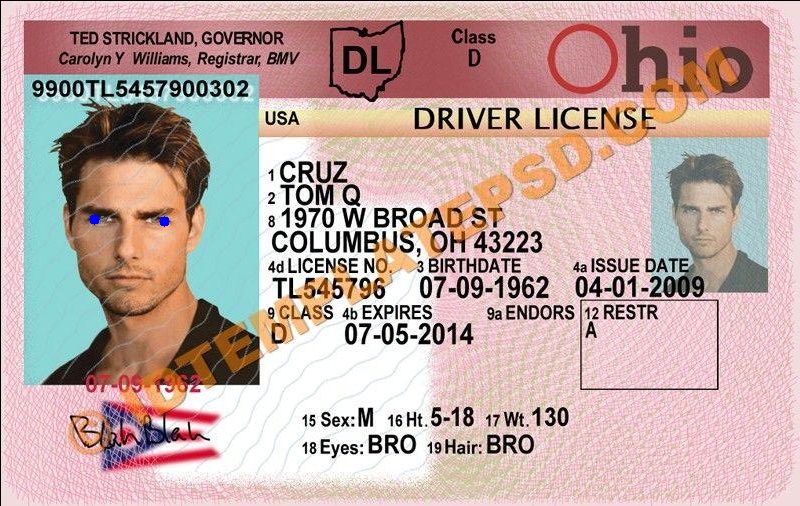 TED STRICKLAND, GOVERNOR
Carolyn Y Williams, Registrar, BMV
DL
Class
D
Ohio
9900TL5457900302
USA
DRIVER LICENSE
1 CRUZ
2 TOM Q
8 1970 W BROAD ST
COLUMBUS, OH 43223
4d LICENSE NO. 3 BIRTHDATE 4a ISSUE DATE
TL545796 07-09-1962 04-01-2009
9 CLASS 4b EXPIRES 9a ENDORS 12 RESTR
D 07-05-2014 A
07-09-1962
Blah Blah
15 Sex: M 16 Ht. 5-18 17 Wt. 130
18 Eyes: BRO 19 Hair: BRO